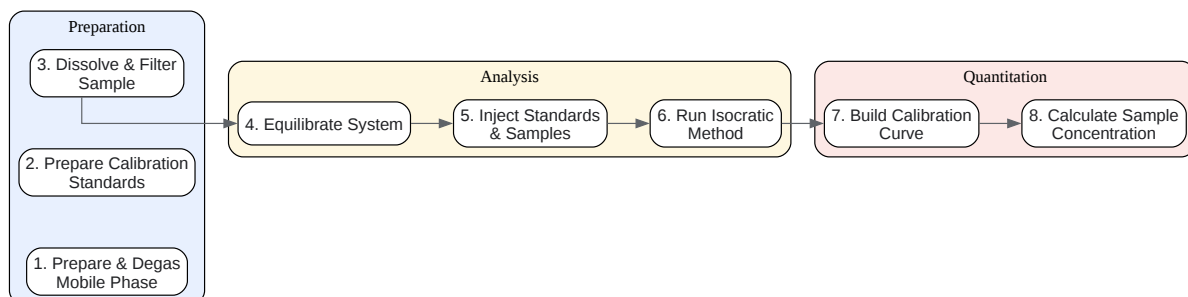 Preparation
3. Dissolve & Filter
Sample
2. Prepare Calibration
Standards
1. Prepare & Degas
Mobile Phase
Analysis
4. Equilibrate System
5. Inject Standards
& Samples
6. Run Isocratic
Method
Quantitation
7. Build Calibration
Curve
8. Calculate Sample
Concentration